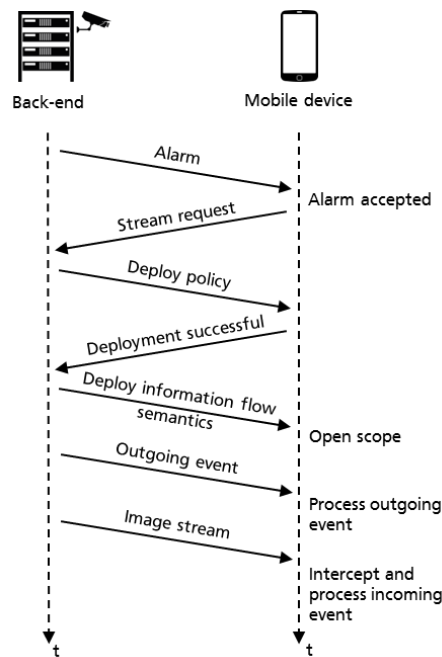 Back-end
Mobile device
Alarm
Alarm accepted
Stream request
Deploy policy
Deployment successful
Deploy information flow
semantics
Open scope
Outgoing event
Process outgoing
event
Image stream
Intercept and
process incoming
event
t
t